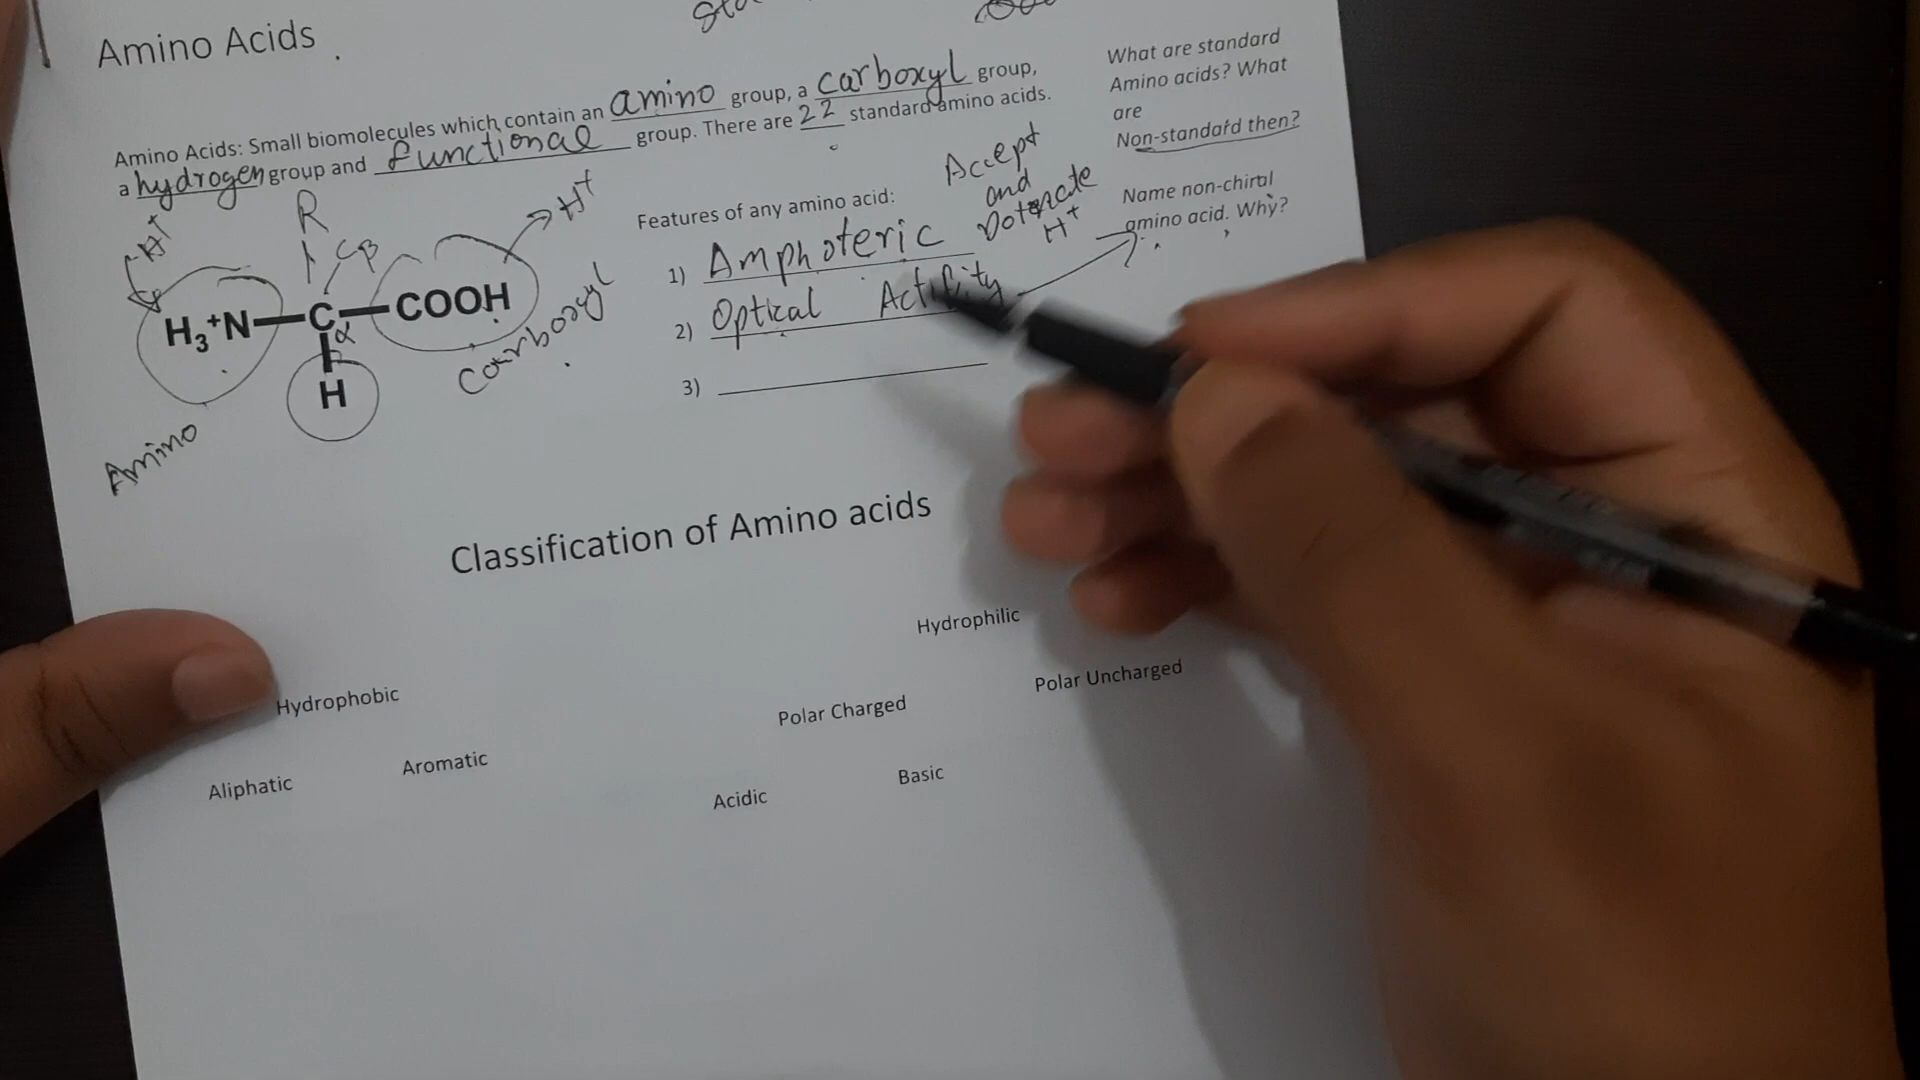 Amino Acids
Amino Acids: Small biomolecules which contain an amino group, a carboxyl group,
a hydrogen group and functional group. There are 22 standard amino acids.
What are standard
Amino acids? What
are
Non-standard then?
Name non-chiral
amino acid. Why?
R
H+
Cβ
H+
H3+N C COOH
α
H
Amino
carboxyl
Features of any amino acid:
Accept
and
H+
1) Amphoteric
2) Optical Activity
3)
Classification of Amino acids
Hydrophilic
Hydrophobic
Polar Charged
Polar Uncharged
Aliphatic
Aromatic
Acidic
Basic